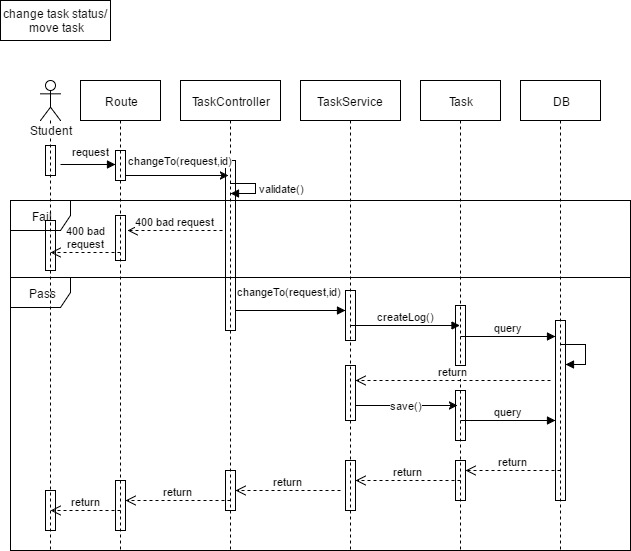 change task status/
move task
Student
Route
TaskController
TaskService
Task
DB
request
changeTo(request,id)
validate()
Fail
400 bad request
400 bad
request
Pass
changeTo(request,id)
createLog()
query
return
save()
query
return
return
return
return
return